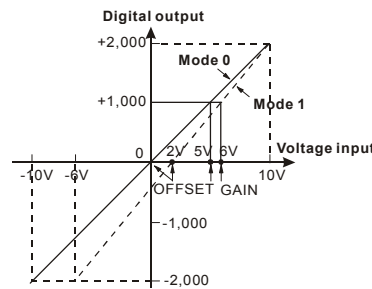 Digital output
+2,000
Mode 0
+1,000
Mode 1
0
2V 5V 6V
Voltage input
-10V -6V
OFFSET GAIN
10V
-1,000
-2,000